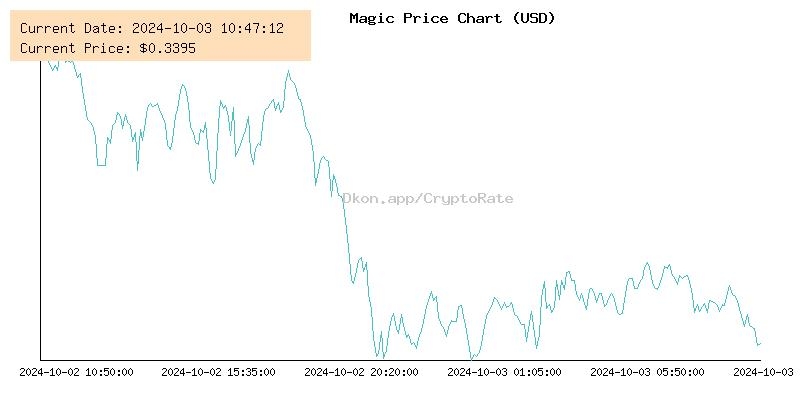 Magic Price Chart (USD)
Current Date: 2024-10-03 10:47:12
Current Price: $0.3395
Dkon.app/CryptoRate
2024-10-02 10:50:00 2024-10-02 15:35:00 2024-10-02 20:20:00 2024-10-03 01:05:00 2024-10-03 05:50:00 2024-10-03